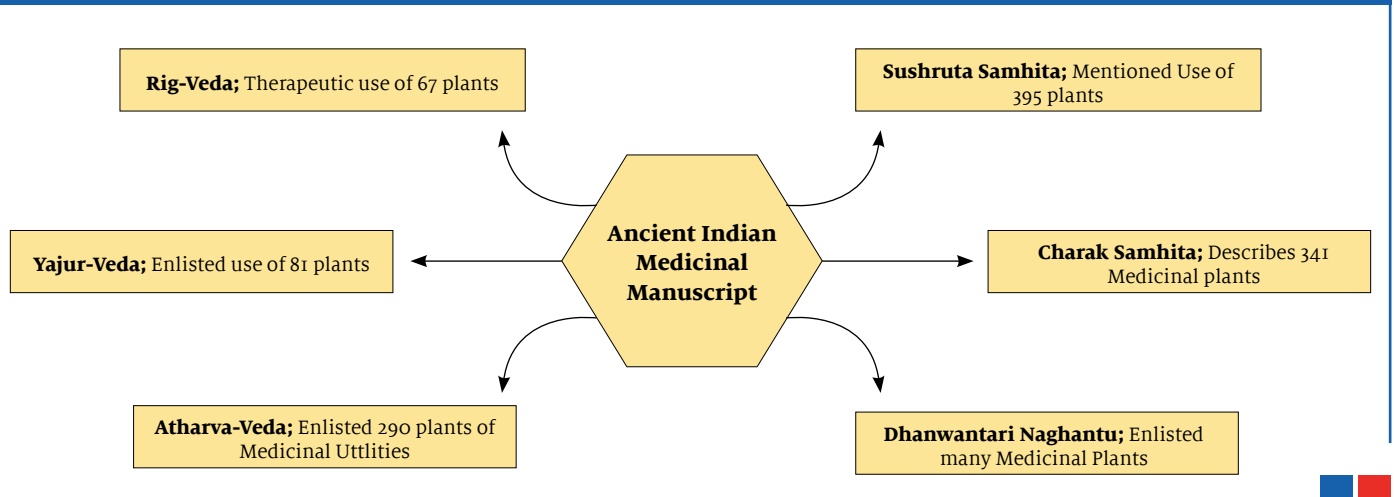 Rig-Veda; Therapeutic use of 67 plants
Sushruta Samhita; Mentioned Use of
395 plants
Ancient Indian
Medicinal
Manuscript
Yajur-Veda; Enlisted use of 81 plants
Charak Samhita; Describes 341
Medicinal plants
Atharva-Veda; Enlisted 290 plants of
Medicinal Uttlities
Dhanwantari Naghantu; Enlisted
many Medicinal Plants